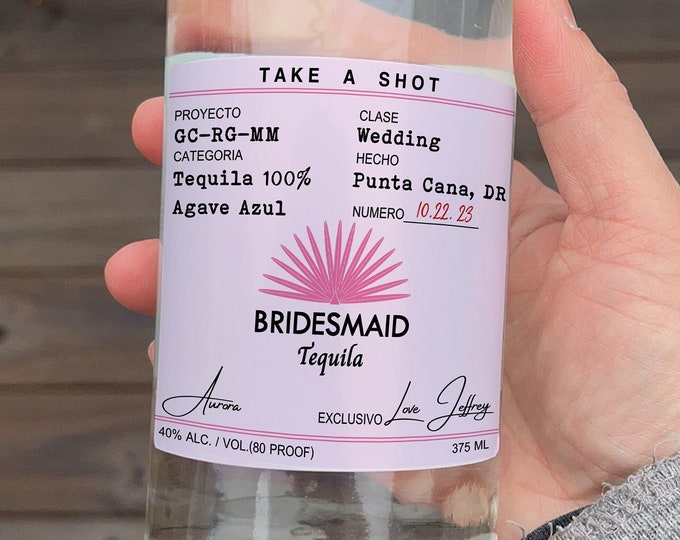 TAKE A SHOT
PROYECTO
GC-RG-MM
CATEGORIA
Tequila 100%
Agave Azul
CLASE
Wedding
HECHO
Punta Cana, DR
NUMERO 10.22.23
BRIDESMAID
Tequila
Aurora
EXCLUSIVO Love Jeffrey
40% ALC. / VOL.(80 PROOF)
375 ML